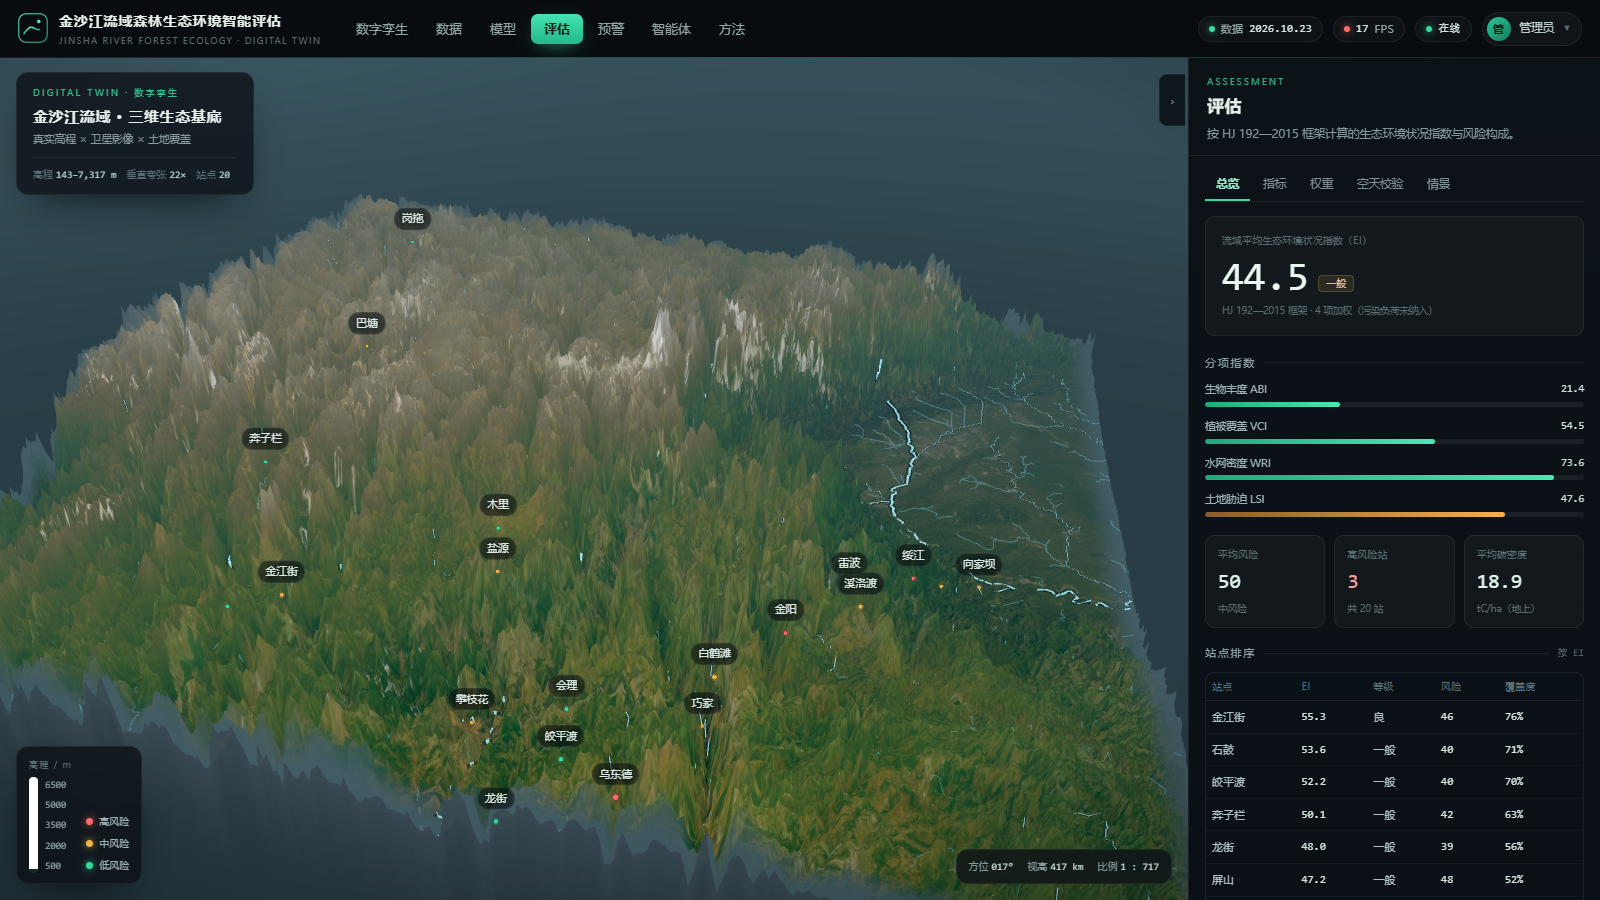 金沙江流域森林生态环境智能评估
JINSHA RIVER FOREST ECOLOGY · DIGITAL TWIN
数字孪生
数据
模型
评估
预警
智能体
方法
数据 2026.10.23
17 FPS
在线
管
管理员
DIGITAL TWIN · 数字孪生
金沙江流域 · 三维生态基底
真实高程 × 卫星影像 × 土地覆盖
高程 143–7,317 m 垂直夸张 22× 站点 20
岗拖
巴塘
奔子栏
木里
盐源
金江街
雷波
绥江
向家坝
溪洛渡
金阳
白鹤滩
会理
攀枝花
巧家
皎平渡
乌东德
龙街
高程 / m
6500
5000
3500
2000
500
高风险
中风险
低风险
方位 017° 视高 417 km 比例 1 : 717
ASSESSMENT
评估
按 HJ 192—2015 框架计算的生态环境状况指数与风险构成。
总览
指标
权重
空天校验
情景
流域平均生态环境状况指数（EI）
44.5 一般
HJ 192—2015 框架 · 4 项加权（污染负荷未纳入）
分项指数
生物丰度 ABI 21.4
植被覆盖 VCI 54.5
水网密度 WRI 73.6
土地胁迫 LSI 47.6
平均风险
50
中风险
高风险站
3
共 20 站
平均碳密度
18.9
tC/ha（地上）
站点排序 按 EI
站点 EI 等级 风险 覆盖度
金江街 55.3 良 46 76%
石鼓 53.6 一般 40 71%
皎平渡 52.2 一般 40 70%
奔子栏 50.1 一般 42 63%
龙街 48.0 一般 39 56%
屏山 47.2 一般 48 52%